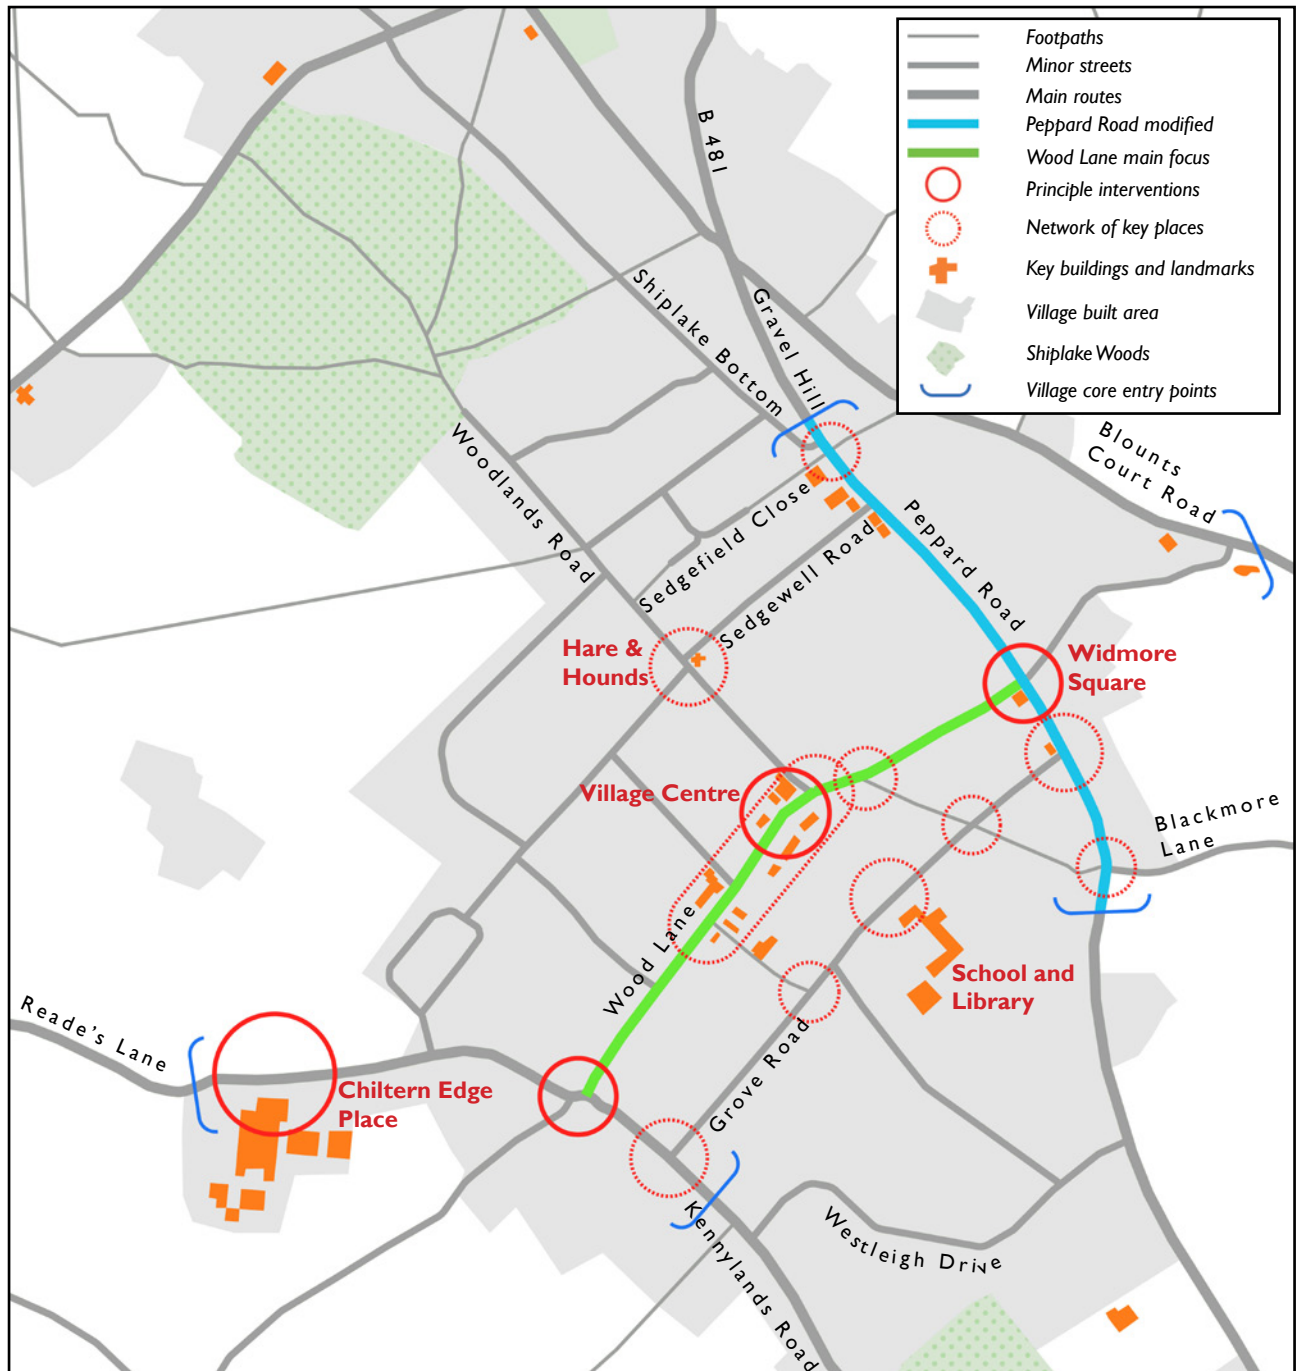 Footpaths
Minor streets
Main routes
Peppard Road modified
Wood Lane main focus
Principle interventions
Network of key places
Key buildings and landmarks
Village built area
Shiplake Woods
Village core entry points
B 481
Gravel Hill
Shiplake Bottom
Blounts
Court Road
Woodlands Road
Sedgefield Close
Sedgewell Road
Peppard Road
Hare &
Hounds
Widmore
Square
Village Centre
Blackmore
Lane
Wood Lane
School and
Library
Reade's Lane
Chiltern Edge
Place
Grove Road
Kennylands Road
Westleigh Drive